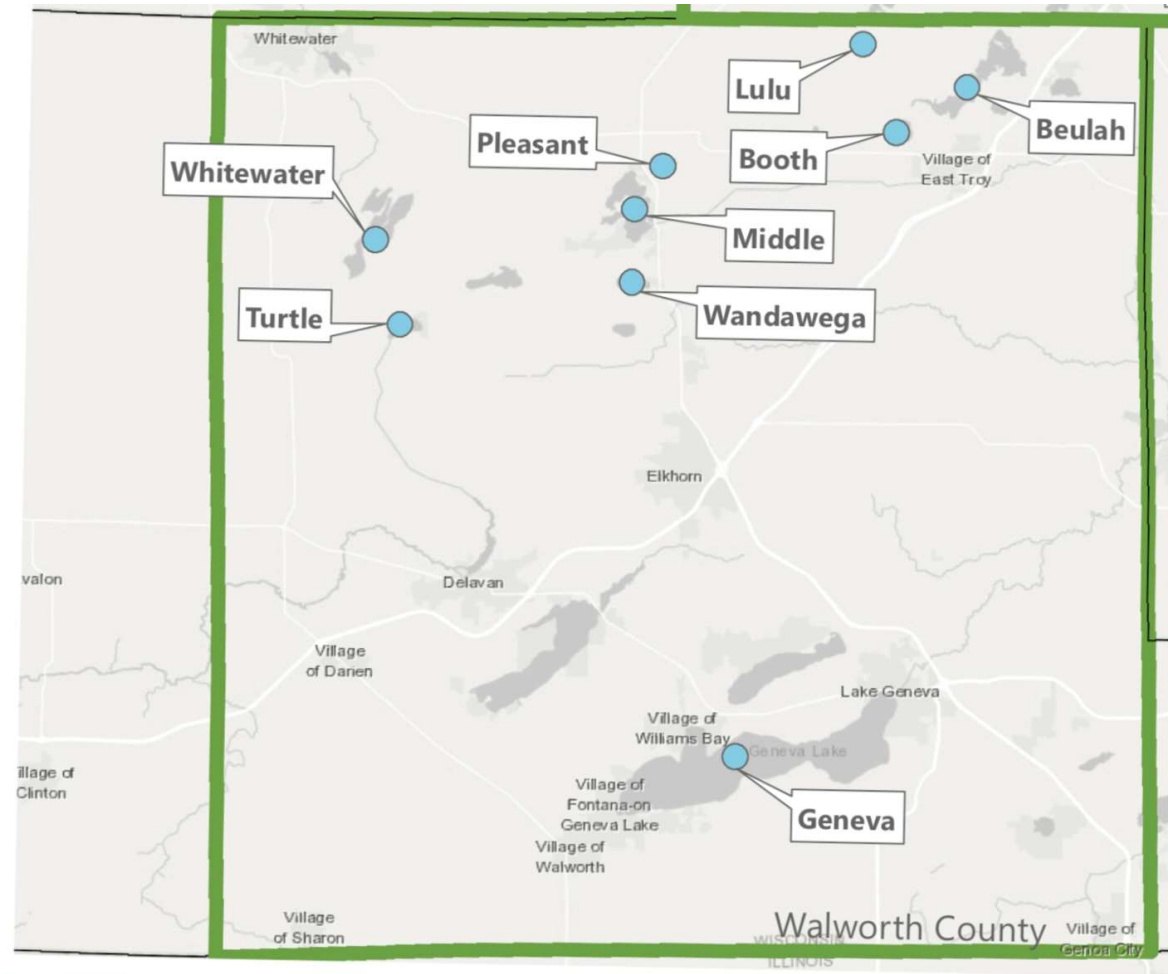 Whitewater
Lulu
Beulah
Pleasant
Booth
Village of
East Troy
Whitewater
Middle
Wandawega
Turtle
Elkhorn
valon
Delavan
Village
of Darien
Lake Geneva
Village of
Williams Bay
Geneva Lake
illage of
Clinton
Village of
Fontana-on
Geneva Lake
Geneva
Village of
Walworth
Village
of Sharon
Walworth County
Village of
Genoa City
WISCONSIN
ILLINOIS